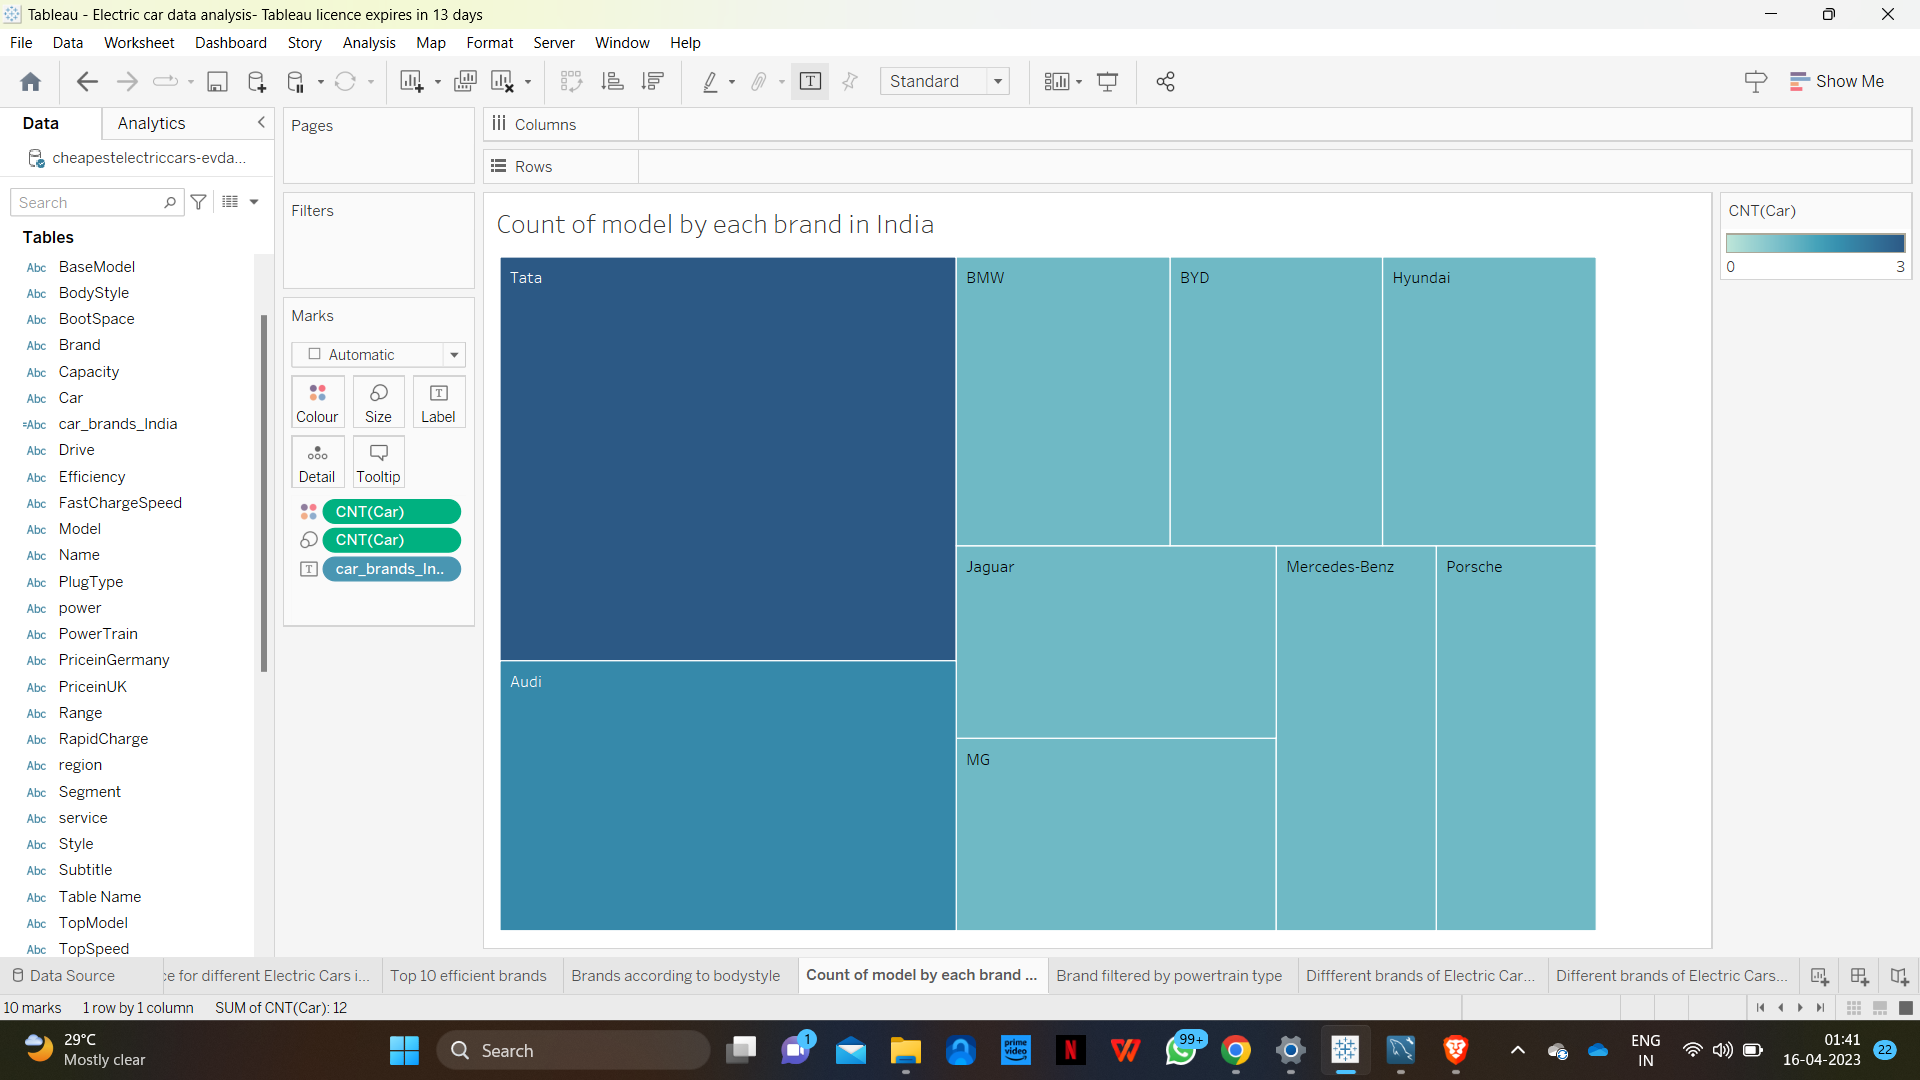 Tableau - Electric car data analysis- Tableau licence expires in 13 days
File Data Worksheet Dashboard Story Analysis Map Format Server Window Help
Standard
Show Me
Data Analytics
cheapestelectriccars-evda...
Search
Tables
Abc BaseModel
Abc BodyStyle
Abc BootSpace
Abc Brand
Abc Capacity
Abc Car
=Abc car_brands_India
Abc Drive
Abc Efficiency
Abc FastChargeSpeed
Abc Model
Abc Name
Abc PlugType
Abc power
Abc PowerTrain
Abc PriceinGermany
Abc PriceinUK
Abc Range
Abc RapidCharge
Abc region
Abc Segment
Abc service
Abc Style
Abc Subtitle
Abc Table Name
Abc TopModel
Abc TopSpeed
Pages
Filters
Marks
Automatic
Colour Size Label
Detail Tooltip
CNT(Car)
CNT(Car)
car_brands_In..
Columns
Rows
Count of model by each brand in India
Tata
BMW
BYD
Hyundai
Audi
Jaguar
Mercedes-Benz
Porsche
MG
CNT(Car)
0 3
Data Source
ce for different Electric Cars i...
Top 10 efficient brands
Brands according to bodystyle
Count of model by each brand ...
Brand filtered by powertrain type
Diffferent brands of Electric Car...
Different brands of Electric Cars...
10 marks 1 row by 1 column SUM of CNT(Car): 12
29°C
Mostly clear
Search
1
prime video
N
W
99+
ENG
IN
01:41
16-04-2023
22